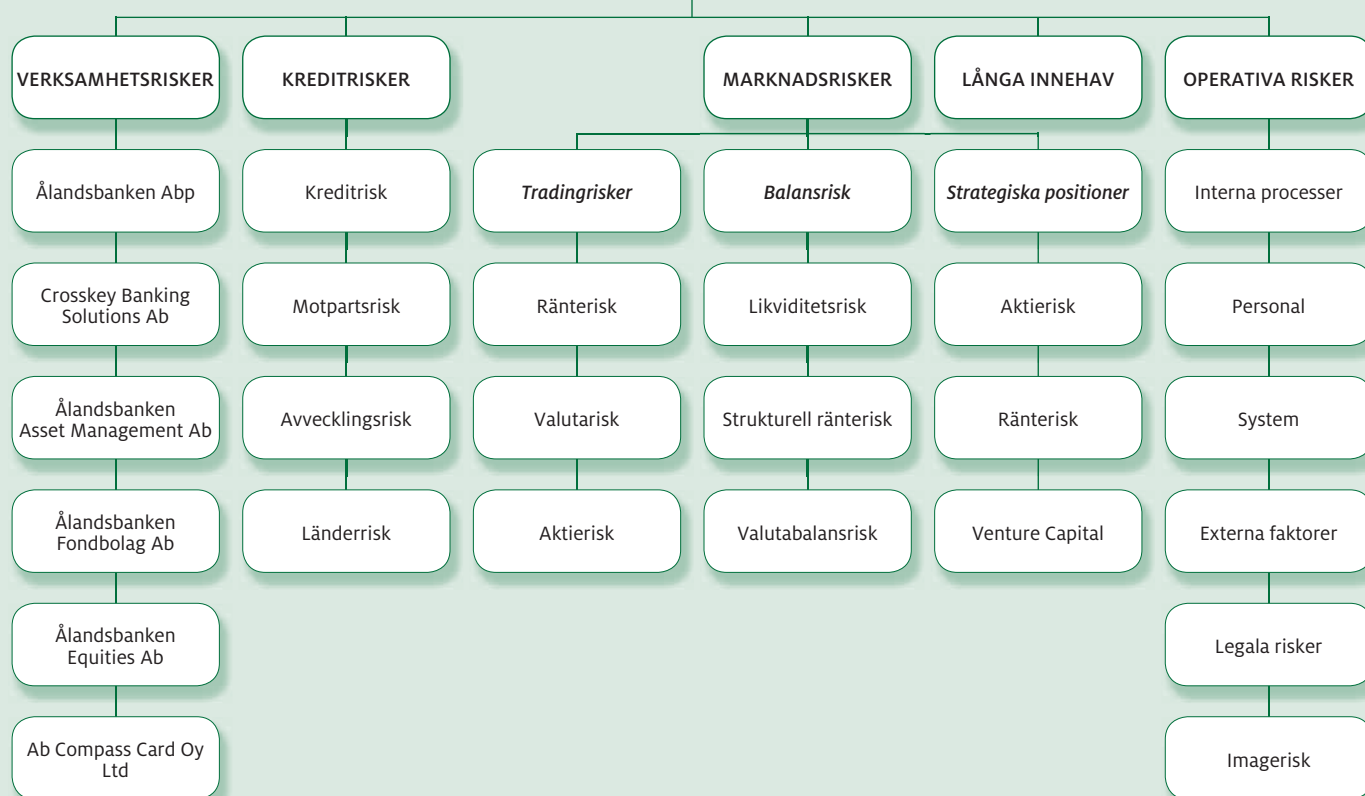 VERKSAMHETSRISKER
KREDITRISKER
MARKNADSRISKER
LÅNGA INNEHAV
OPERATIVA RISKER
Ålandsbanken Abp
Kreditrisk
Tradingrisker
Balansrisk
Strategiska positioner
Interna processer
Crosskey Banking
Solutions Ab
Motpartsrisk
Ränterisk
Likviditetsrisk
Aktierisk
Personal
Ålandsbanken
Asset Management Ab
Avvecklingsrisk
Valutarisk
Strukturell ränterisk
Ränterisk
System
Ålandsbanken
Fondbolag Ab
Länderrisk
Aktierisk
Valutabalansrisk
Venture Capital
Externa faktorer
Ålandsbanken
Equities Ab
Legala risker
Ab Compass Card Oy
Ltd
Imagerisk